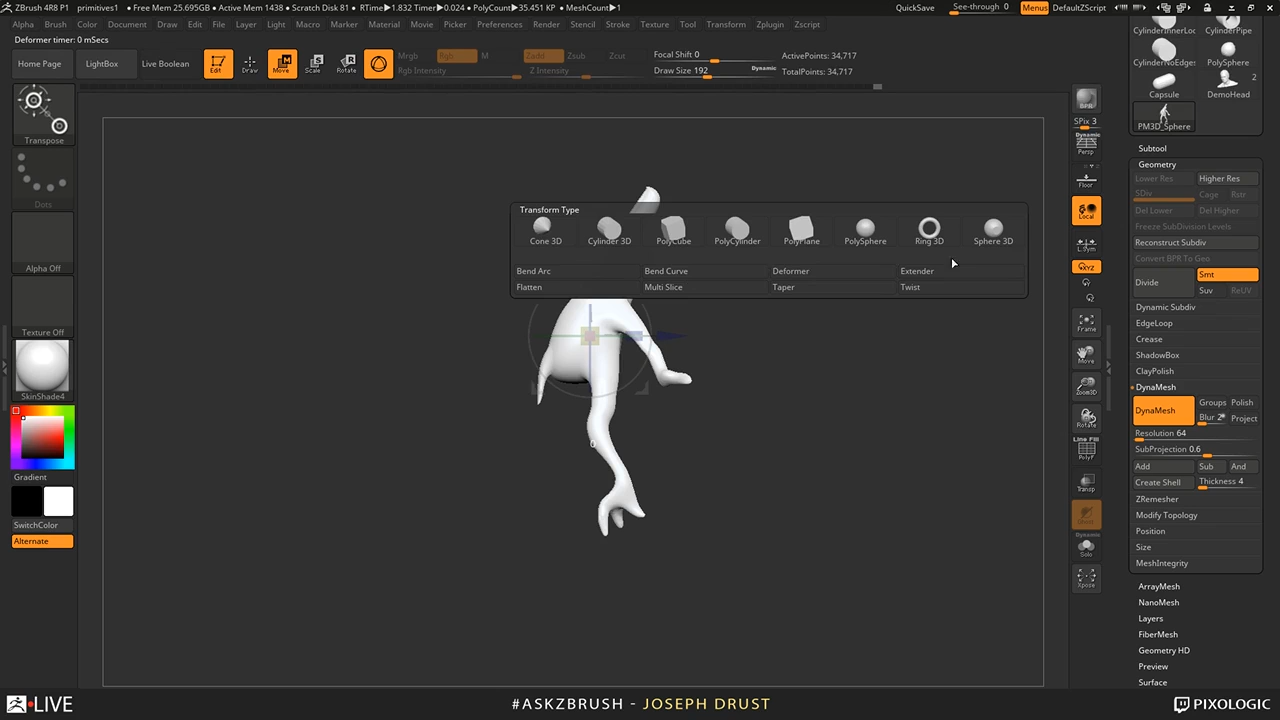 ZBrush 4R8 P1 primitives1 • Free Mem 25.695GB • Active Mem 1438 • Scratch Disk 81 • RTime▶1.832 Timer▶0.024 • PolyCount▶35.451 KP • MeshCount▶1 QuickSave See-through 0 Menus DefaultZScript
Alpha Brush Color Document Draw Edit File Layer Light Macro Marker Material Movie Picker Preferences Render Stencil Stroke Texture Tool Transform Zplugin Zscript
Deformer timer: 0 mSecs
Home Page LightBox Live Boolean Edit Draw Move Scale Rotate
Mrgb Rgb M Zadd Zsub Zcut
Rgb Intensity Z Intensity
Focal Shift 0
Draw Size 192 Dynamic
ActivePoints: 34,717
TotalPoints: 34,717
Transpose
Dots
Alpha Off
Texture Off
SkinShade4
Gradient
SwitchColor
Alternate
Transform Type
Cone 3D Cylinder 3D PolyCube PolyCylinder PolyPlane PolySphere Ring 3D Sphere 3D
Bend Arc Bend Curve Deformer Extender
Flatten Multi Slice Taper Twist
BPR
SPix 3
Dynamic
Persp
Floor
Local
L.Sym
XYZ
Frame
Move
Zoom3D
Rotate
Line Fill
PolyF
Transp
Ghost
Dynamic
Solo
Xpose
CylinderInnerLoc CylinderPipe
CylinderNoEdges PolySphere
Capsule DemoHead 2
PM3D_Sphere
Subtool
Geometry
Lower Res Higher Res
SDiv Cage Rstr
Del Lower Del Higher
Freeze SubDivision Levels
Reconstruct Subdiv
Convert BPR To Geo
Divide Smt
Suv ReUV
Dynamic Subdiv
EdgeLoop
Crease
ShadowBox
ClayPolish
DynaMesh
DynaMesh Groups Polish
Blur 2 Project
Resolution 64
SubProjection 0.6
Add Sub And
Create Shell Thickness 4
ZRemesher
Modify Topology
Position
Size
MeshIntegrity
ArrayMesh
NanoMesh
Layers
FiberMesh
Geometry HD
Preview
Surface
LIVE #ASKZBRUSH - JOSEPH DRUST PIXOLOGIC